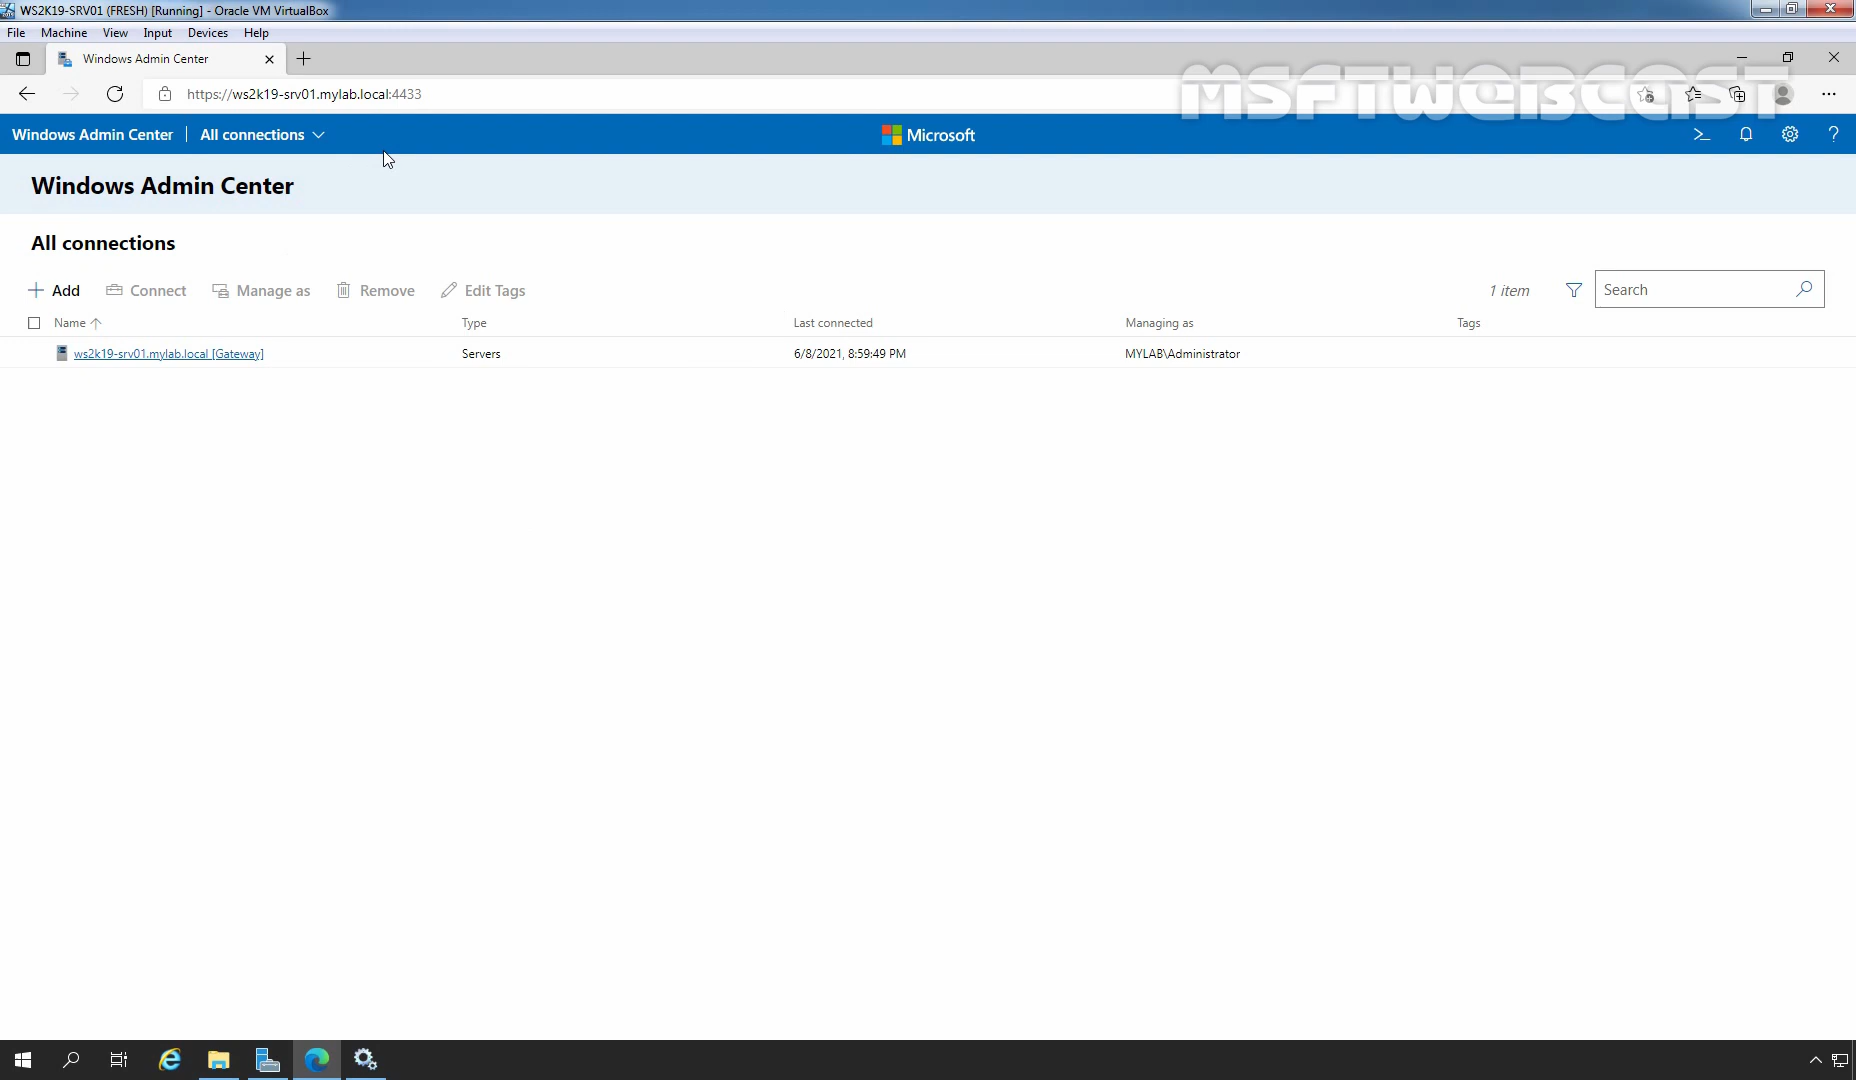 WS2K19-SRV01 (FRESH) [Running] - Oracle VM VirtualBox
File Machine View Input Devices Help
Windows Admin Center
https://ws2k19-srv01.mylab.local:4433
MSFTWEBCAST
Windows Admin Center All connections Microsoft
Windows Admin Center
All connections
Add Connect Manage as Remove Edit Tags 1 item Search
Name Type Last connected Managing as Tags
ws2k19-srv01.mylab.local [Gateway] Servers 6/8/2021, 8:59:49 PM MYLAB\Administrator